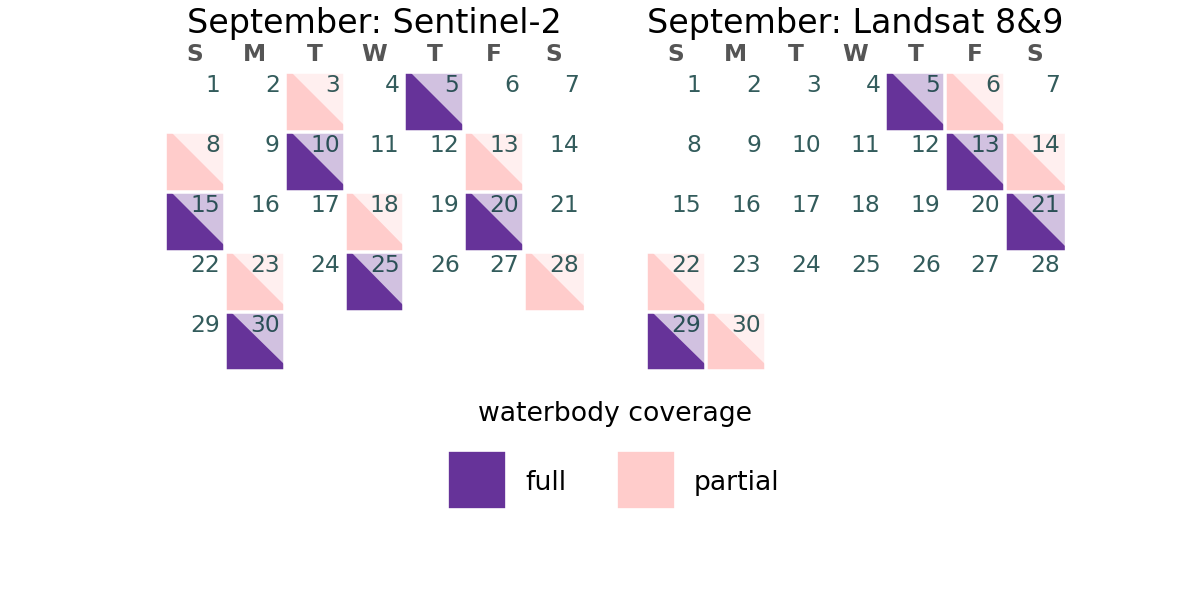 September: Sentinel-2
S M T W T F S
1 2 3 4 5 6 7
8 9 10 11 12 13 14
15 16 17 18 19 20 21
22 23 24 25 26 27 28
29 30
September: Landsat 8&9
S M T W T F S
1 2 3 4 5 6 7
8 9 10 11 12 13 14
15 16 17 18 19 20 21
22 23 24 25 26 27 28
29 30
waterbody coverage
full partial